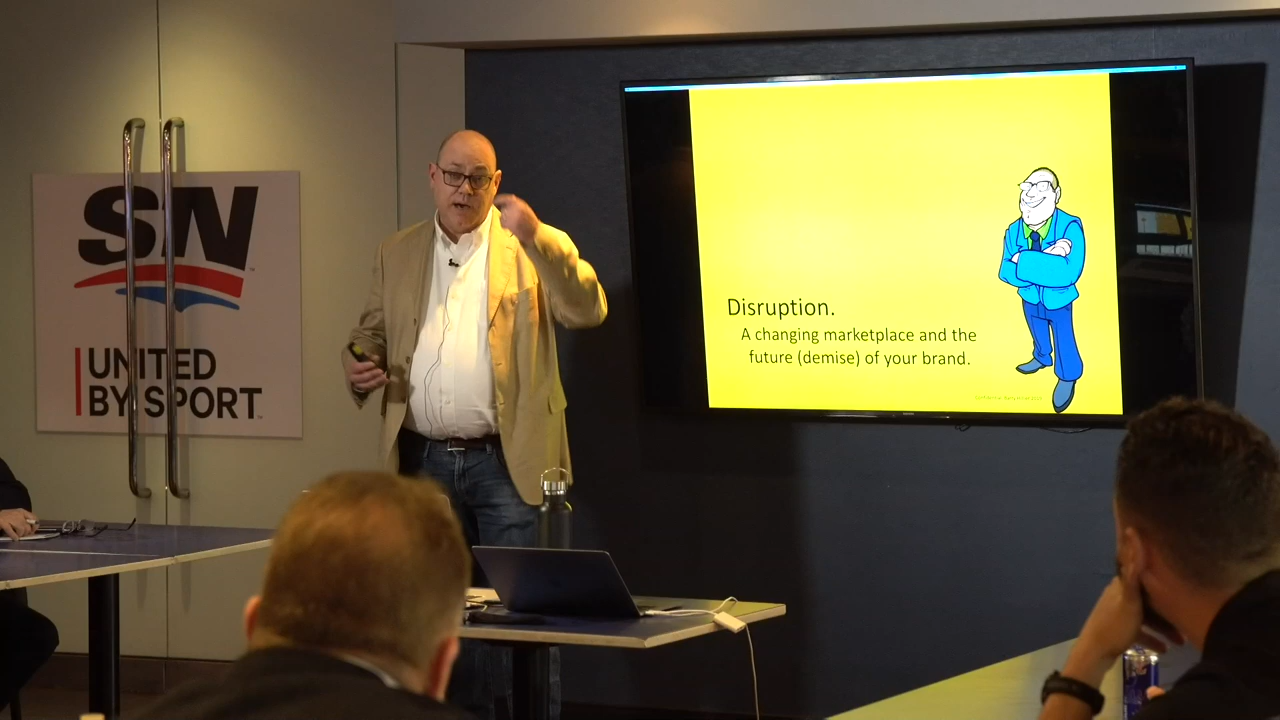 SN
UNITED
BY SPORT
Disruption.
A changing marketplace and the
future (demise) of your brand.